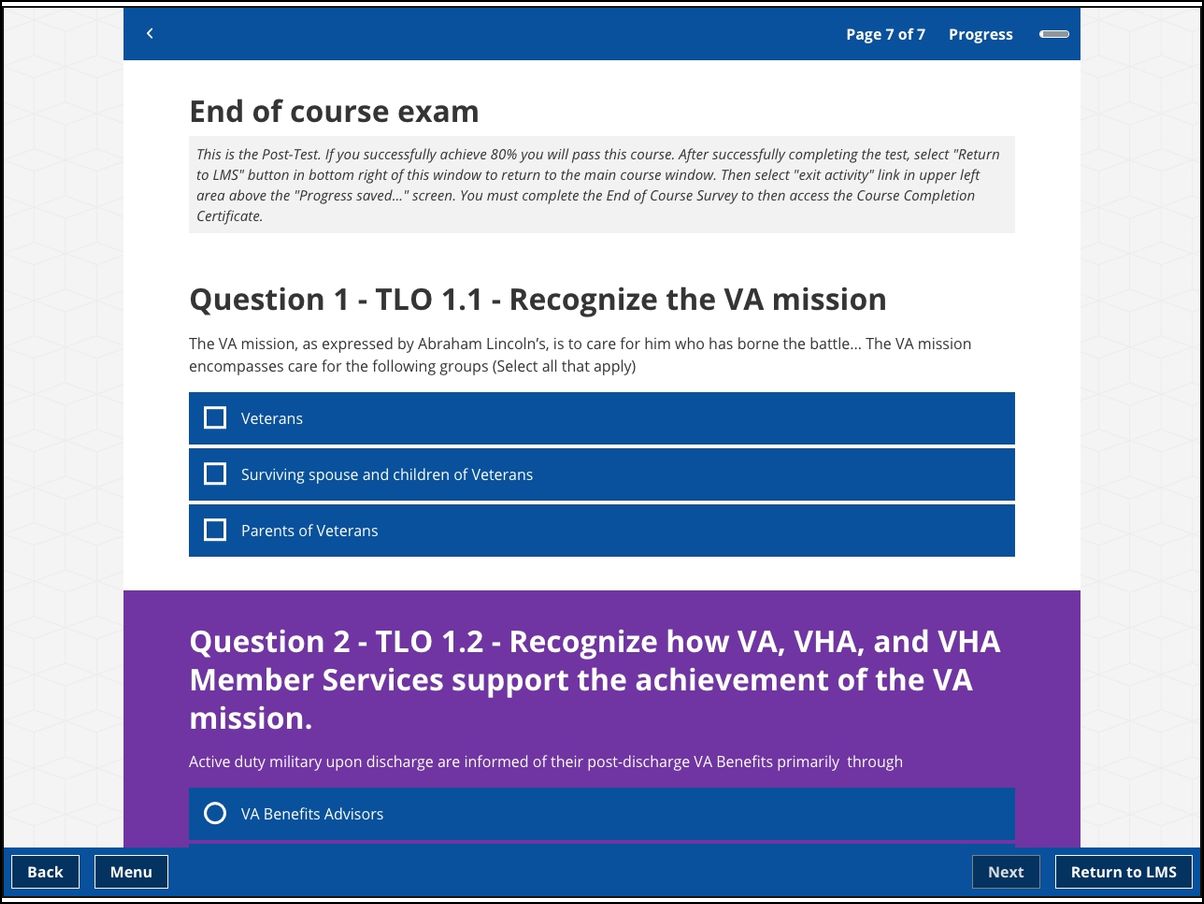 Page 7 of 7 Progress
End of course exam
This is the Post-Test. If you successfully achieve 80% you will pass this course. After successfully completing the test, select "Return
to LMS" button in bottom right of this window to return to the main course window. Then select "exit activity" link in upper left
area above the "Progress saved..." screen. You must complete the End of Course Survey to then access the Course Completion
Certificate.
Question 1 - TLO 1.1 - Recognize the VA mission
The VA mission, as expressed by Abraham Lincoln’s, is to care for him who has borne the battle... The VA mission
encompasses care for the following groups (Select all that apply)
Veterans
Surviving spouse and children of Veterans
Parents of Veterans
Question 2 - TLO 1.2 - Recognize how VA, VHA, and VHA
Member Services support the achievement of the VA
mission.
Active duty military upon discharge are informed of their post-discharge VA Benefits primarily  through
VA Benefits Advisors
Back Menu Next Return to LMS